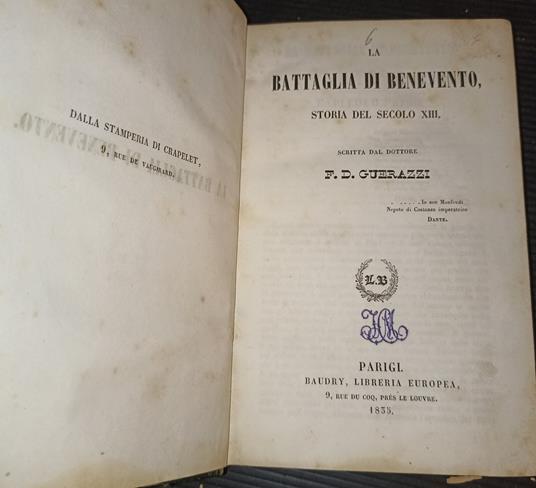 DALLA STAMPERIA DI CRAPELET,
9, RUE DE VAUGIRARD.
6
LA
BATTAGLIA DI BENEVENTO,
STORIA DEL SECOLO XIII,
SCRITTA DAL DOTTORE
F. D. GUERAZZI
. . . . . . Io son Manfredi
Nepote di Costanza imperatrice
DANTE.
L.B
PARIGI.
BAUDRY, LIBRERIA EUROPEA,
9, RUE DU COQ, PRÈS LE LOUVRE.
1835.